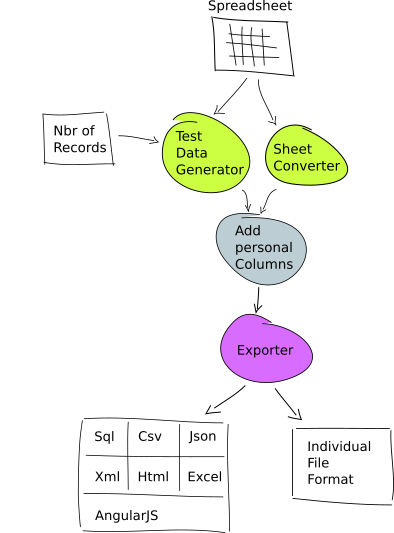 Spreadsheet
Nbr of
Records
Test
Data
Generator
Sheet
Converter
Add
personal
Columns
Exporter
Sql Csv Json
Xml Html Excel
AngularJS
Individual
File
Format